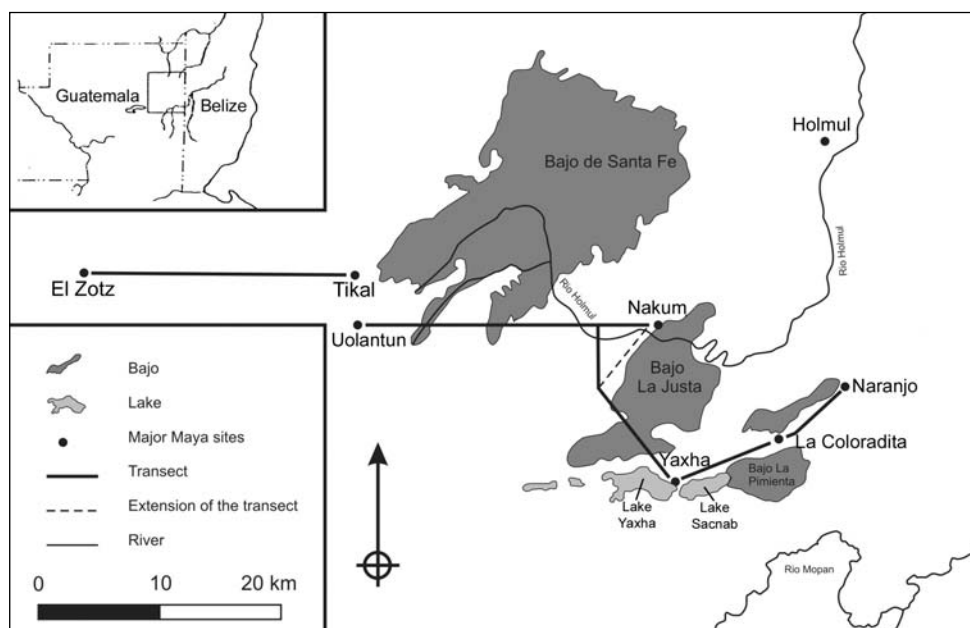 Guatemala
Belize
Bajo de Santa Fe
Holmul
El Zotz
Tikal
Rio Holmul
Rio Holmul
Uolantun
Nakum
Bajo
La Justa
Naranjo
La Coloradita
Yaxha
Bajo La
Pimienta
Lake
Yaxha
Lake
Sacnab
Rio Mopan
Bajo
Lake
Major Maya sites
Transect
Extension of the transect
River
0 10 20 km